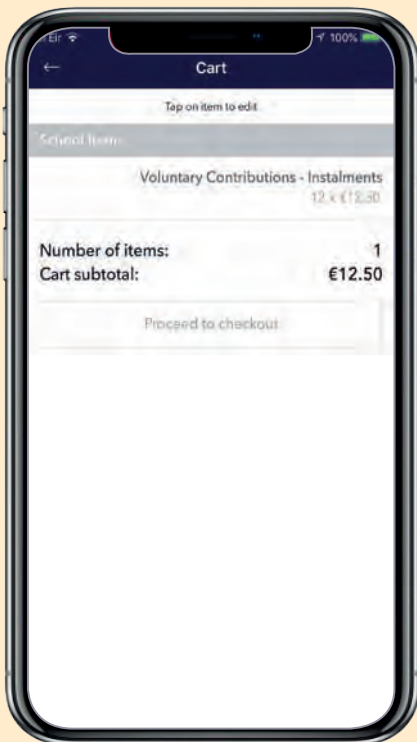 Eir 100%
← Cart
Tap on item to edit
School Items
Voluntary Contributions - Instalments
12 x €12.50
Number of items: 1
Cart subtotal: €12.50
Proceed to checkout